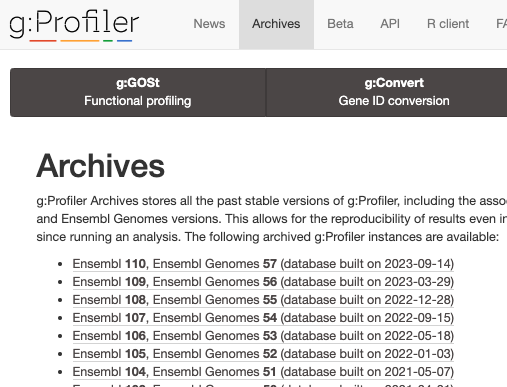 g:Profiler
News Archives Beta API R client
g:GOSt g:Convert
Functional profiling Gene ID conversion
Archives
g:Profiler Archives stores all the past stable versions of g:Profiler, including the
and Ensembl Genomes versions. This allows for the reproducibility of results even
since running an analysis. The following archived g:Profiler instances are available:
• Ensembl 110, Ensembl Genomes 57 (database built on 2023-09-14)
• Ensembl 109, Ensembl Genomes 56 (database built on 2023-03-29)
• Ensembl 108, Ensembl Genomes 55 (database built on 2022-12-28)
• Ensembl 107, Ensembl Genomes 54 (database built on 2022-09-15)
• Ensembl 106, Ensembl Genomes 53 (database built on 2022-05-18)
• Ensembl 105, Ensembl Genomes 52 (database built on 2022-01-03)
• Ensembl 104, Ensembl Genomes 51 (database built on 2021-05-07)